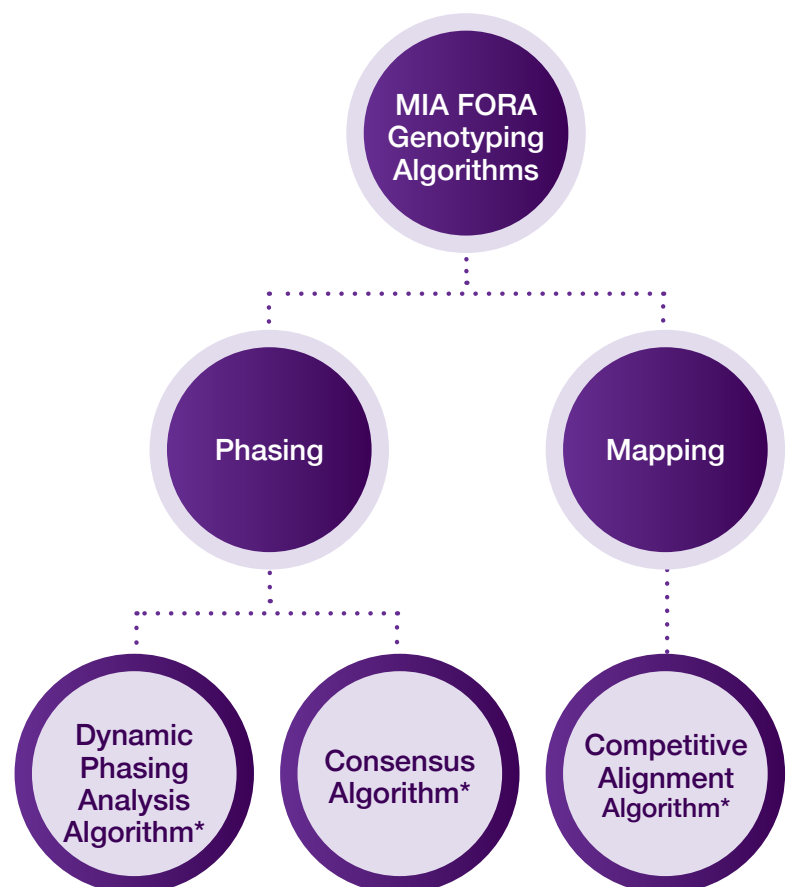 MIA FORA
Genotyping
Algorithms
Phasing
Mapping
Dynamic
Phasing
Analysis
Algorithm*
Consensus
Algorithm*
Competitive
Alignment
Algorithm*